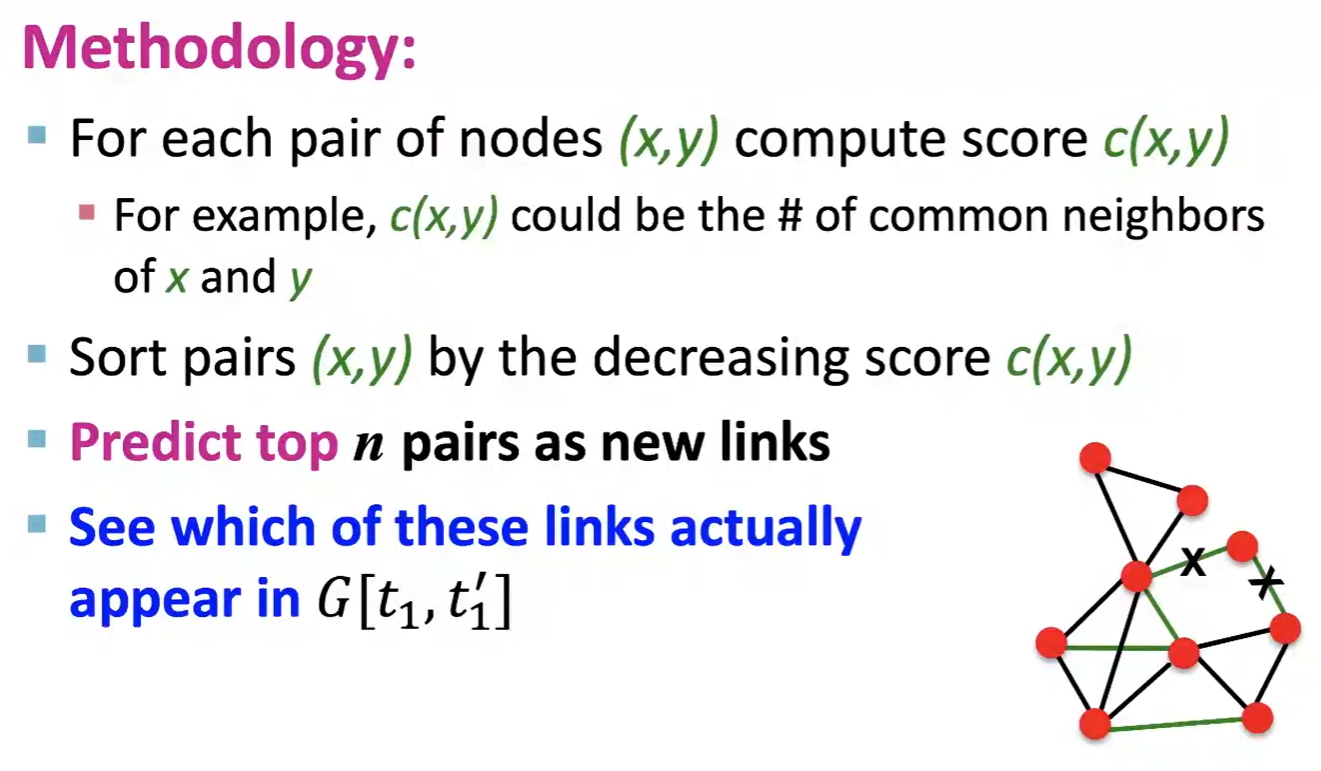 Methodology:
▪ For each pair of nodes (x,y) compute score c(x,y)
▪ For example, c(x,y) could be the # of common neighbors
of x and y
▪ Sort pairs (x,y) by the decreasing score c(x,y)
▪ Predict top n pairs as new links
▪ See which of these links actually
appear in G[t₁, t₁′]
X
X